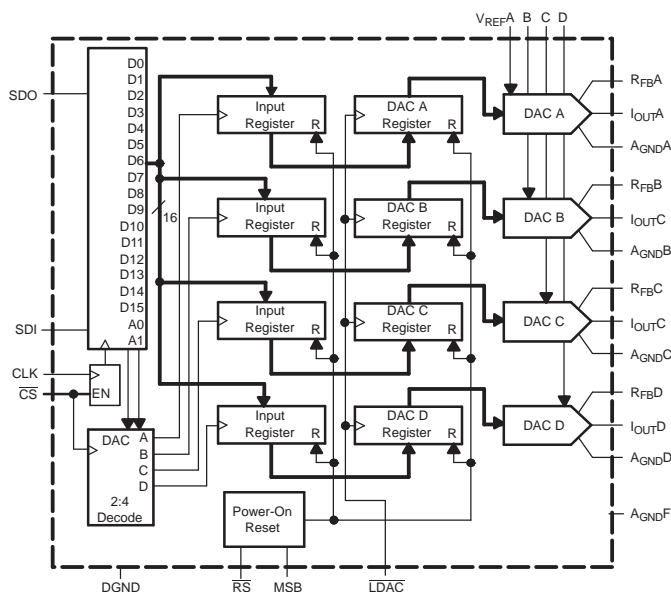 VREFA B C D
D0
D1
D2
D3
D4
D5
D6
D7
D8
D9
D10
D11
D12
D13
D14
D15
A0
A1
SDO
SDI
CLK
CS
EN
16
DAC
A
B
C
D
2:4
Decode
Input
Register
R
DAC A
Register
R
DAC A
RFBA
IOUTA
AGNDA
Input
Register
R
DAC B
Register
R
DAC B
RFBB
IOUTC
AGNDB
Input
Register
R
DAC C
Register
R
DAC C
RFBC
IOUTC
AGNDC
Input
Register
R
DAC D
Register
R
DAC D
RFBD
IOUTD
AGNDD
Power-On
Reset
AGNDF
DGND
RS
MSB
LDAC